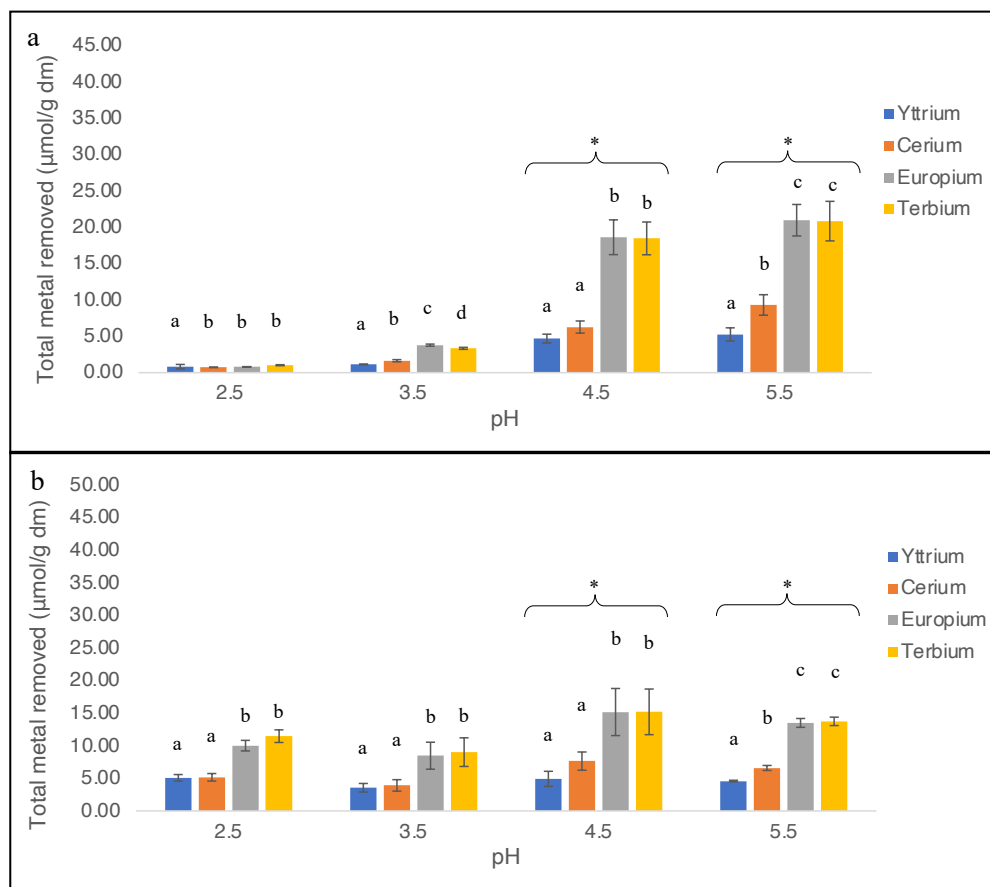 a
Total metal removed (µmol/g dm)
45.00
40.00
35.00
30.00
25.00
20.00
15.00
10.00
5.00
0.00
* *
a b b b a b c d a a b b a b c c
2.5 3.5 4.5 5.5
pH
Yttrium
Cerium
Europium
Terbium
b
Total metal removed (µmol/g dm)
50.00
45.00
40.00
35.00
30.00
25.00
20.00
15.00
10.00
5.00
0.00
* *
a a b b a a b b a a b b a b c c
2.5 3.5 4.5 5.5
pH
Yttrium
Cerium
Europium
Terbium